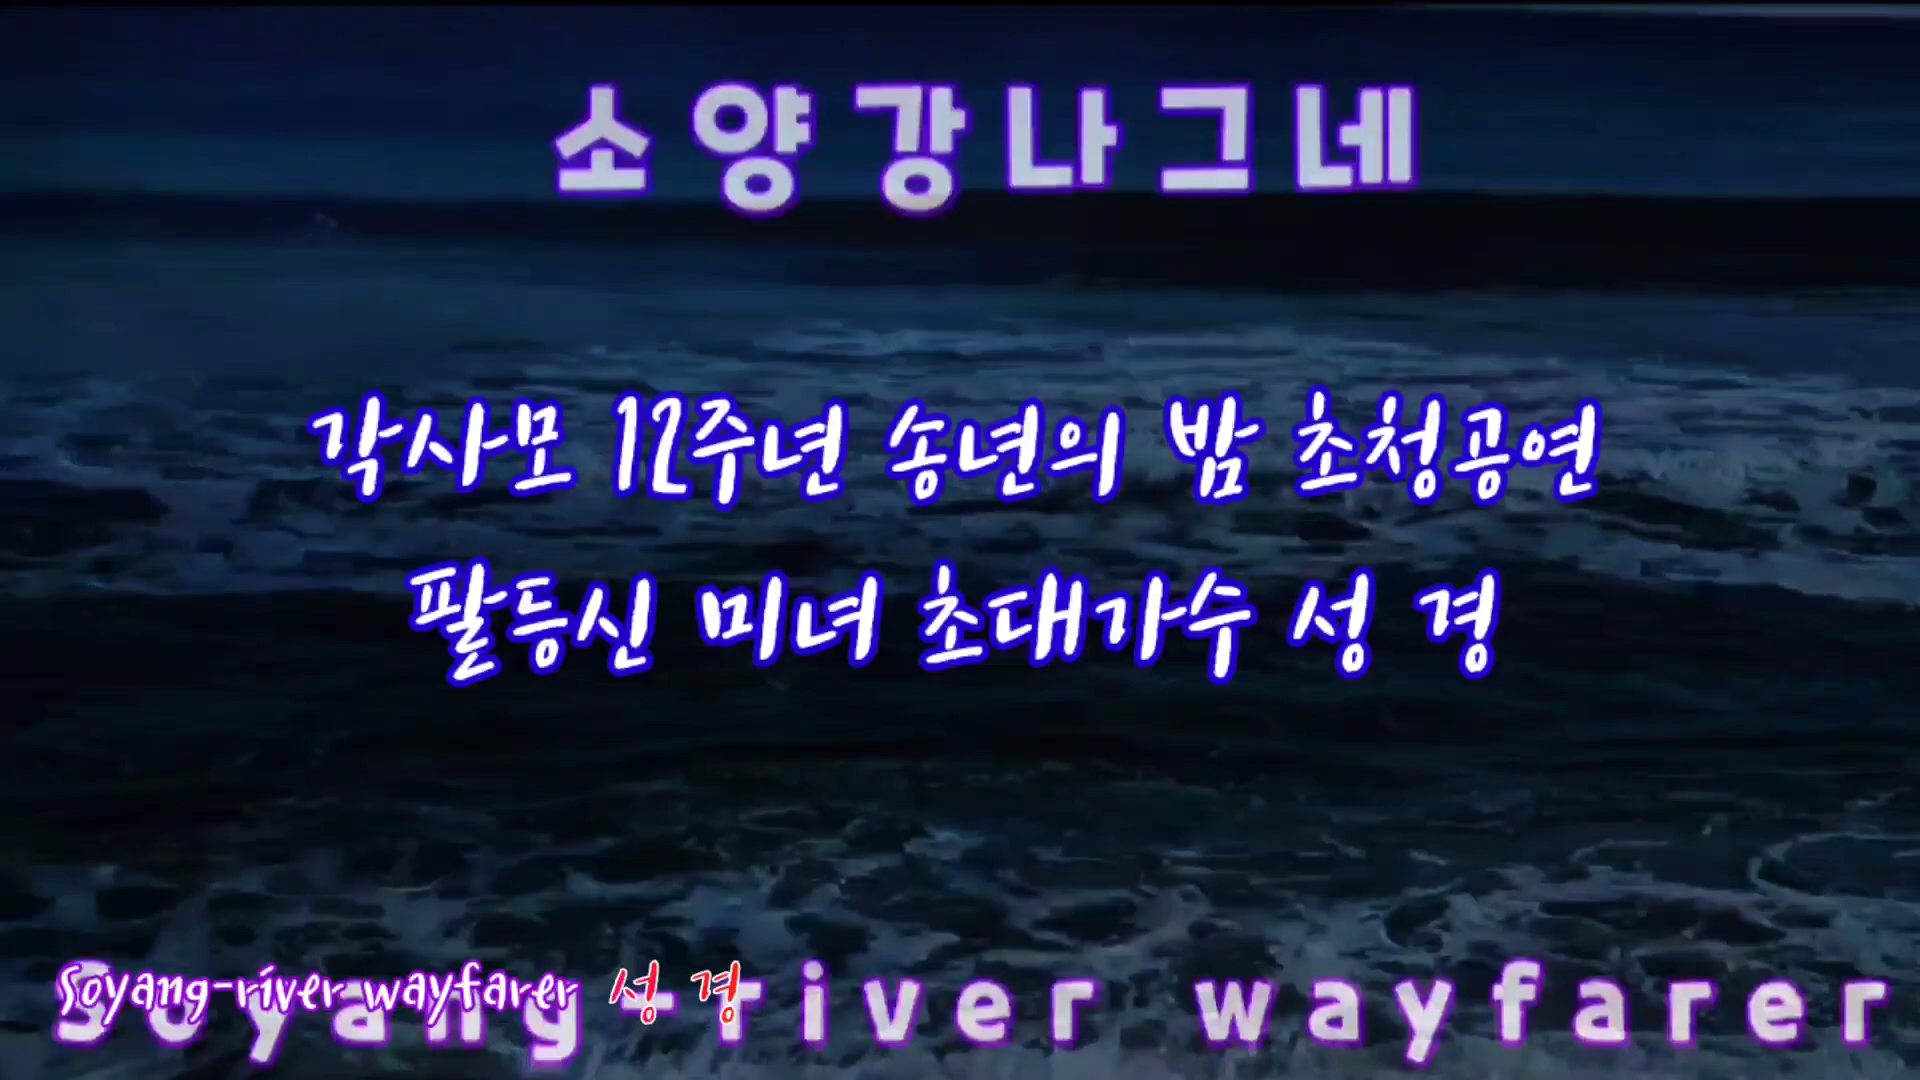 소양강나그네
각사모 12주년 송년의 밤 초청공연
팔등신 미녀 초대가수 성 경
Soyang-river wayfarer 성 경
Soyang-river wayfarer